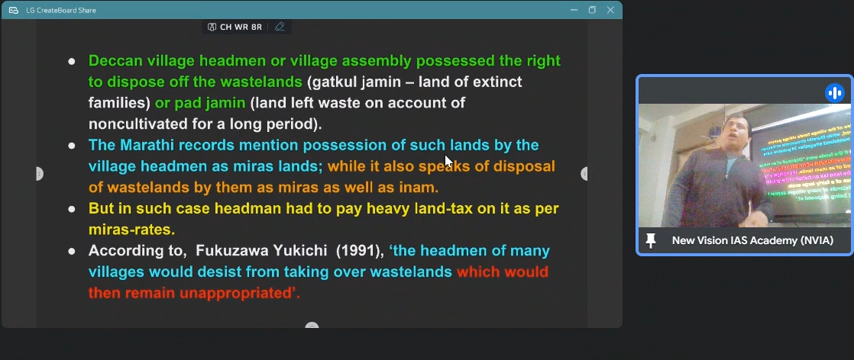 LG CreateBoard Share
CH WR 8R
● Deccan village headmen or village assembly possessed the right
to dispose off the wastelands (gatkul jamin – land of extinct
families) or pad jamin (land left waste on account of
noncultivated for a long period).
● The Marathi records mention possession of such lands by the
village headmen as miras lands; while it also speaks of disposal
of wastelands by them as miras as well as inam.
● But in such case headman had to pay heavy land-tax on it as per
miras-rates.
● According to, Fukuzawa Yukichi (1991), ‘the headmen of many
villages would desist from taking over wastelands which would
then remain unappropriated’.
New Vision IAS Academy (NVIA)